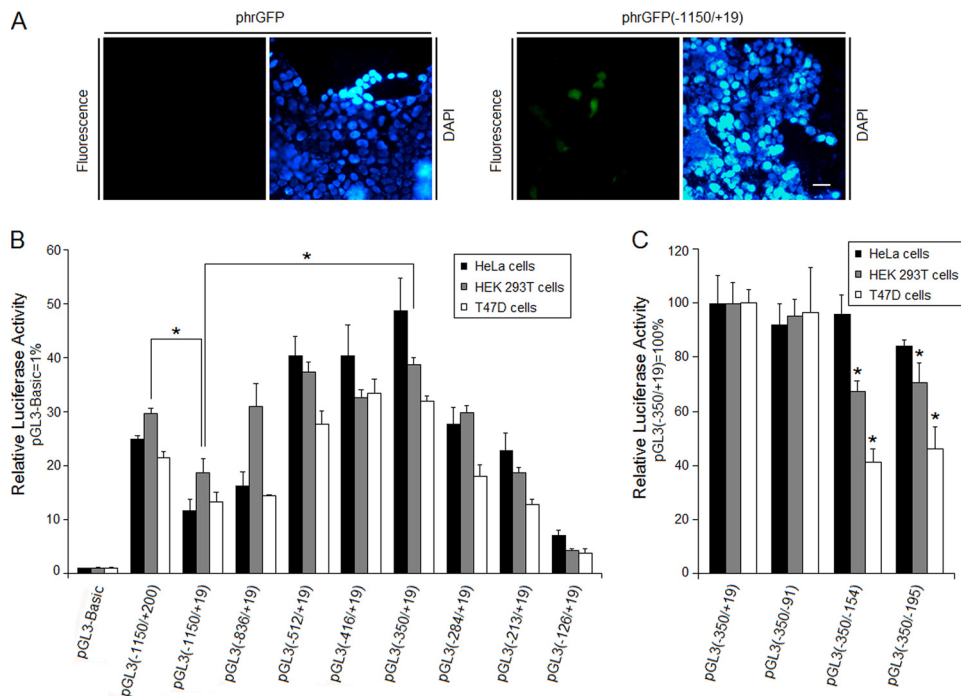 A
phrGFP
phrGFP(-1150/+19)
Fluorescence
DAPI
Fluorescence
DAPI
B
Relative Luciferase Activity
pGL3-Basic=1%
60
50
40
30
20
10
0
*
*
HeLa cells
HEK 293T cells
T47D cells
pGL3-Basic
pGL3(-1150/+200)
pGL3(-1150/+19)
pGL3(-836/+19)
pGL3(-512/+19)
pGL3(-416/+19)
pGL3(-350/+19)
pGL3(-284/+19)
pGL3(-213/+19)
pGL3(-126/+19)
C
Relative Luciferase Activity
pGL3(-350/+19)=100%
120
100
80
60
40
20
0
HeLa cells
HEK 293T cells
T47D cells
*
*
*
*
pGL3(-350/+19)
pGL3(-350/-91)
pGL3(-350/-154)
pGL3(-350/-195)